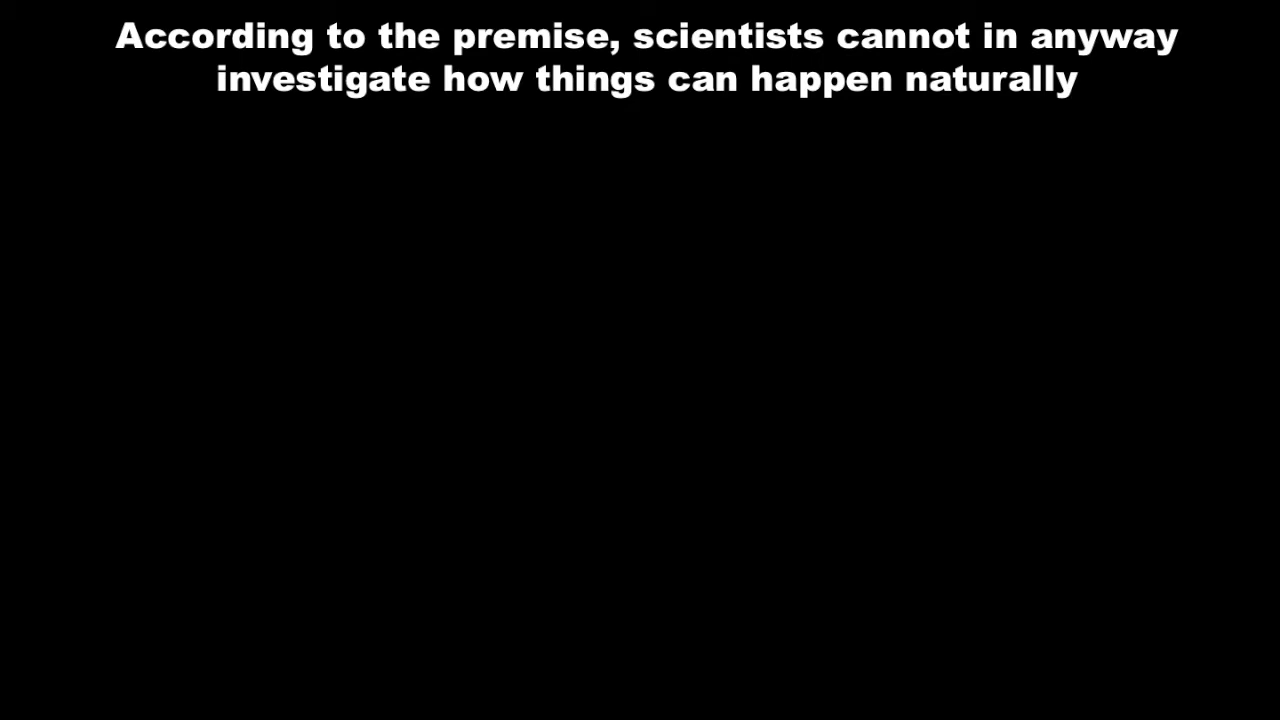 According to the premise, scientists cannot in anyway
investigate how things can happen naturally